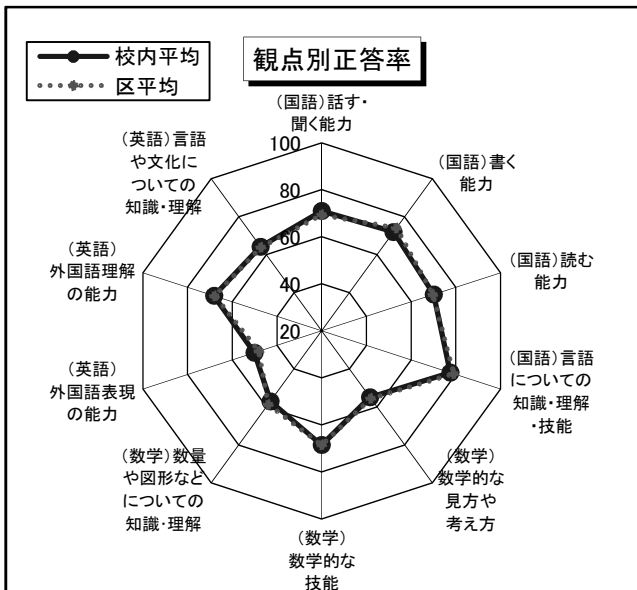 校内平均
区平均
観点別正答率
(国語)話す・
聞く能力
(国語)書く
能力
(国語)読む
能力
(国語)言語
についての
知識・理解
・技能
(数学)
数学的な
見方や
考え方
(数学)
数学的な
技能
(数学)数量
や図形など
についての
知識・理解
(英語)
外国語表現
の能力
(英語)
外国語理解
の能力
(英語)言語
や文化に
ついての
知識・理解
100
80
60
40
20